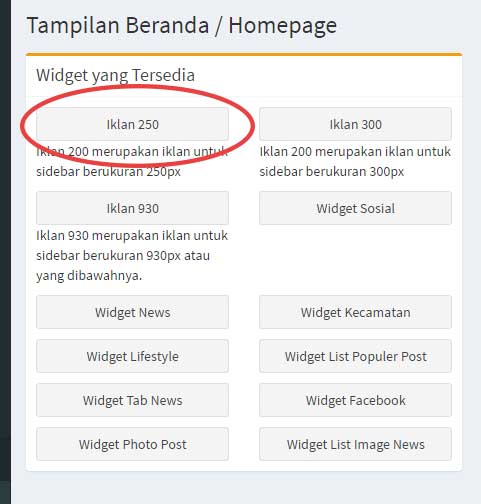 Tampilan Beranda / Homepage
Widget yang Tersedia
Iklan 250
Iklan 200 merupakan iklan untuk
sidebar berukuran 250px
Iklan 300
Iklan 200 merupakan iklan untuk
sidebar berukuran 300px
Iklan 930
Iklan 930 merupakan iklan untuk
sidebar berukuran 930px atau
yang dibawahnya.
Widget Sosial
Widget News
Widget Kecamatan
Widget Lifestyle
Widget List Populer Post
Widget Tab News
Widget Facebook
Widget Photo Post
Widget List Image News